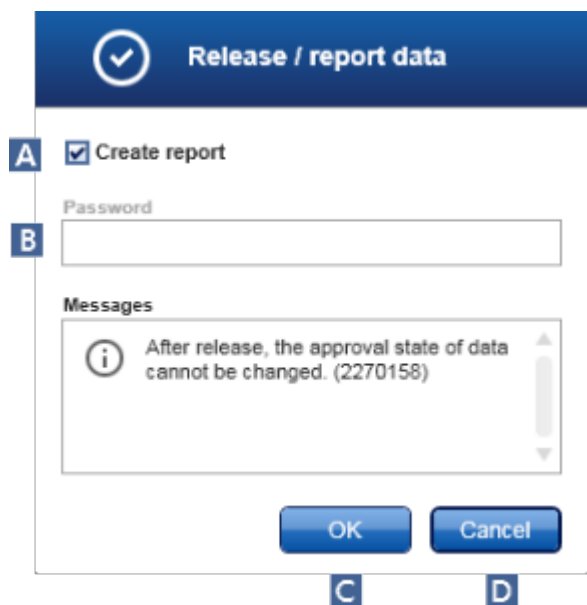 Release / report data
A
Create report
Password
B
Messages
After release, the approval state of data
cannot be changed. (2270158)
OK
Cancel
C
D